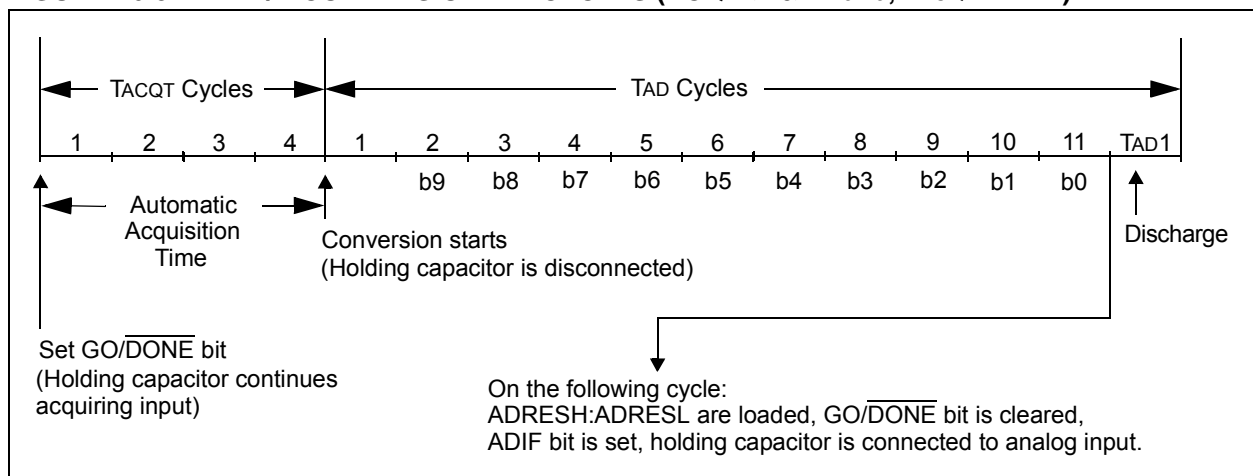 TACQT Cycles TAD Cycles
1 2 3 4 1 2 3 4 5 6 7 8 9 10 11 TAD1
b9 b8 b7 b6 b5 b4 b3 b2 b1 b0
Automatic
Acquisition
Time
Conversion starts
(Holding capacitor is disconnected)
Discharge
Set GO/DONE bit
(Holding capacitor continues
acquiring input)
On the following cycle:
ADRESH:ADRESL are loaded, GO/DONE bit is cleared,
ADIF bit is set, holding capacitor is connected to analog input.